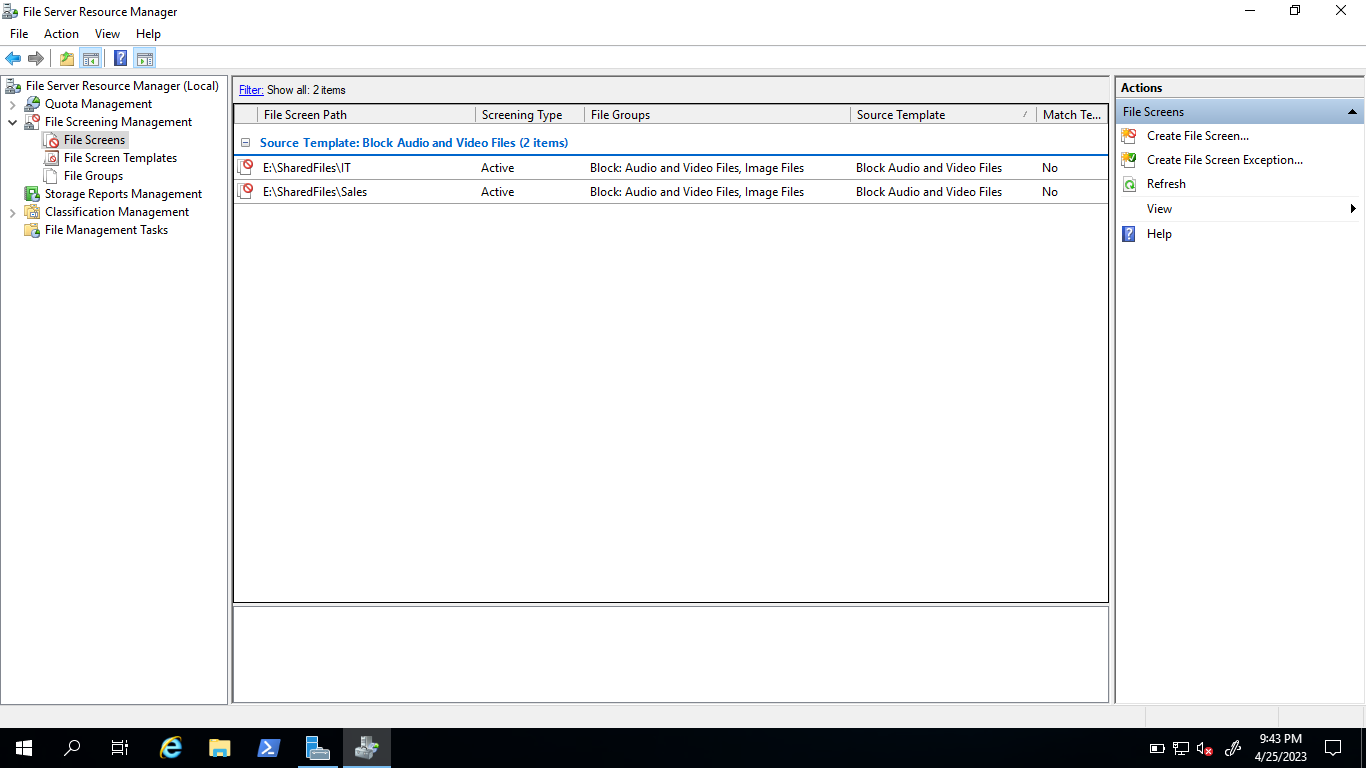 File Server Resource Manager
File Action View Help
File Server Resource Manager (Local)
Quota Management
File Screening Management
File Screens
File Screen Templates
File Groups
Storage Reports Management
Classification Management
File Management Tasks
Filter: Show all: 2 items
File Screen Path Screening Type File Groups Source Template Match Te...
Source Template: Block Audio and Video Files (2 items)
E:\SharedFiles\IT Active Block: Audio and Video Files, Image Files Block Audio and Video Files No
E:\SharedFiles\Sales Active Block: Audio and Video Files, Image Files Block Audio and Video Files No
Actions
File Screens
Create File Screen...
Create File Screen Exception...
Refresh
View
Help
9:43 PM
4/25/2023